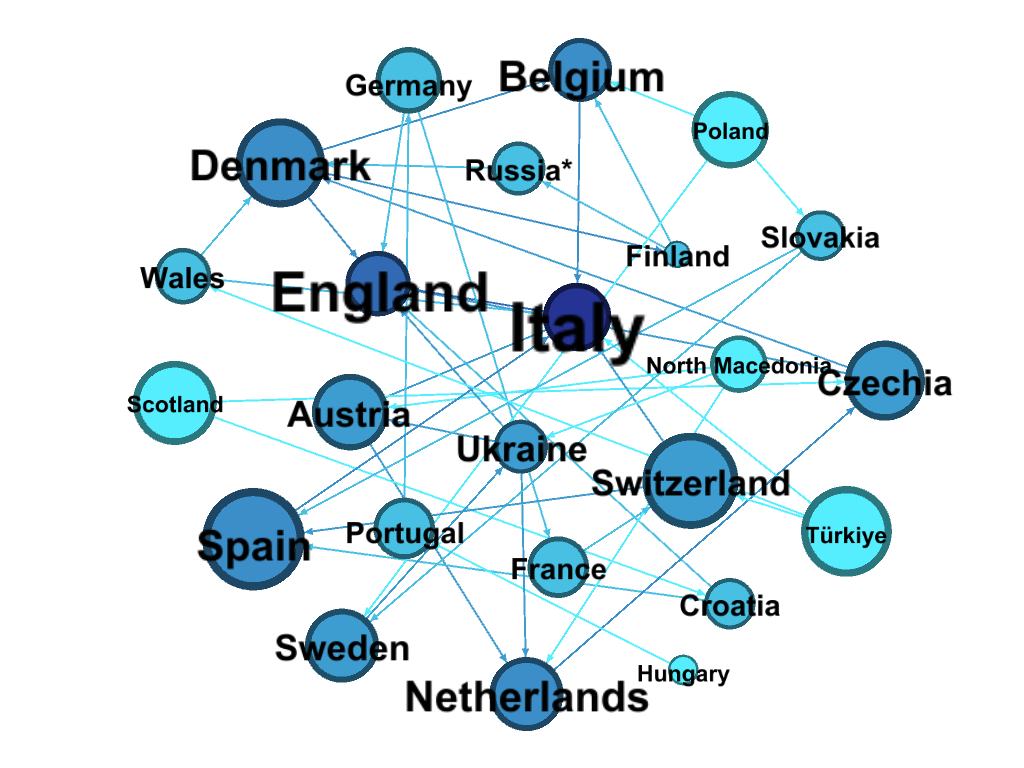 Belgium
Germany
Poland
Denmark
Russia*
Slovakia
Finland
Wales
England
Italy
North Macedonia
Czechia
Scotland
Austria
Ukraine
Switzerland
Spain
Portugal
Türkiye
France
Croatia
Sweden
Hungary
Netherlands